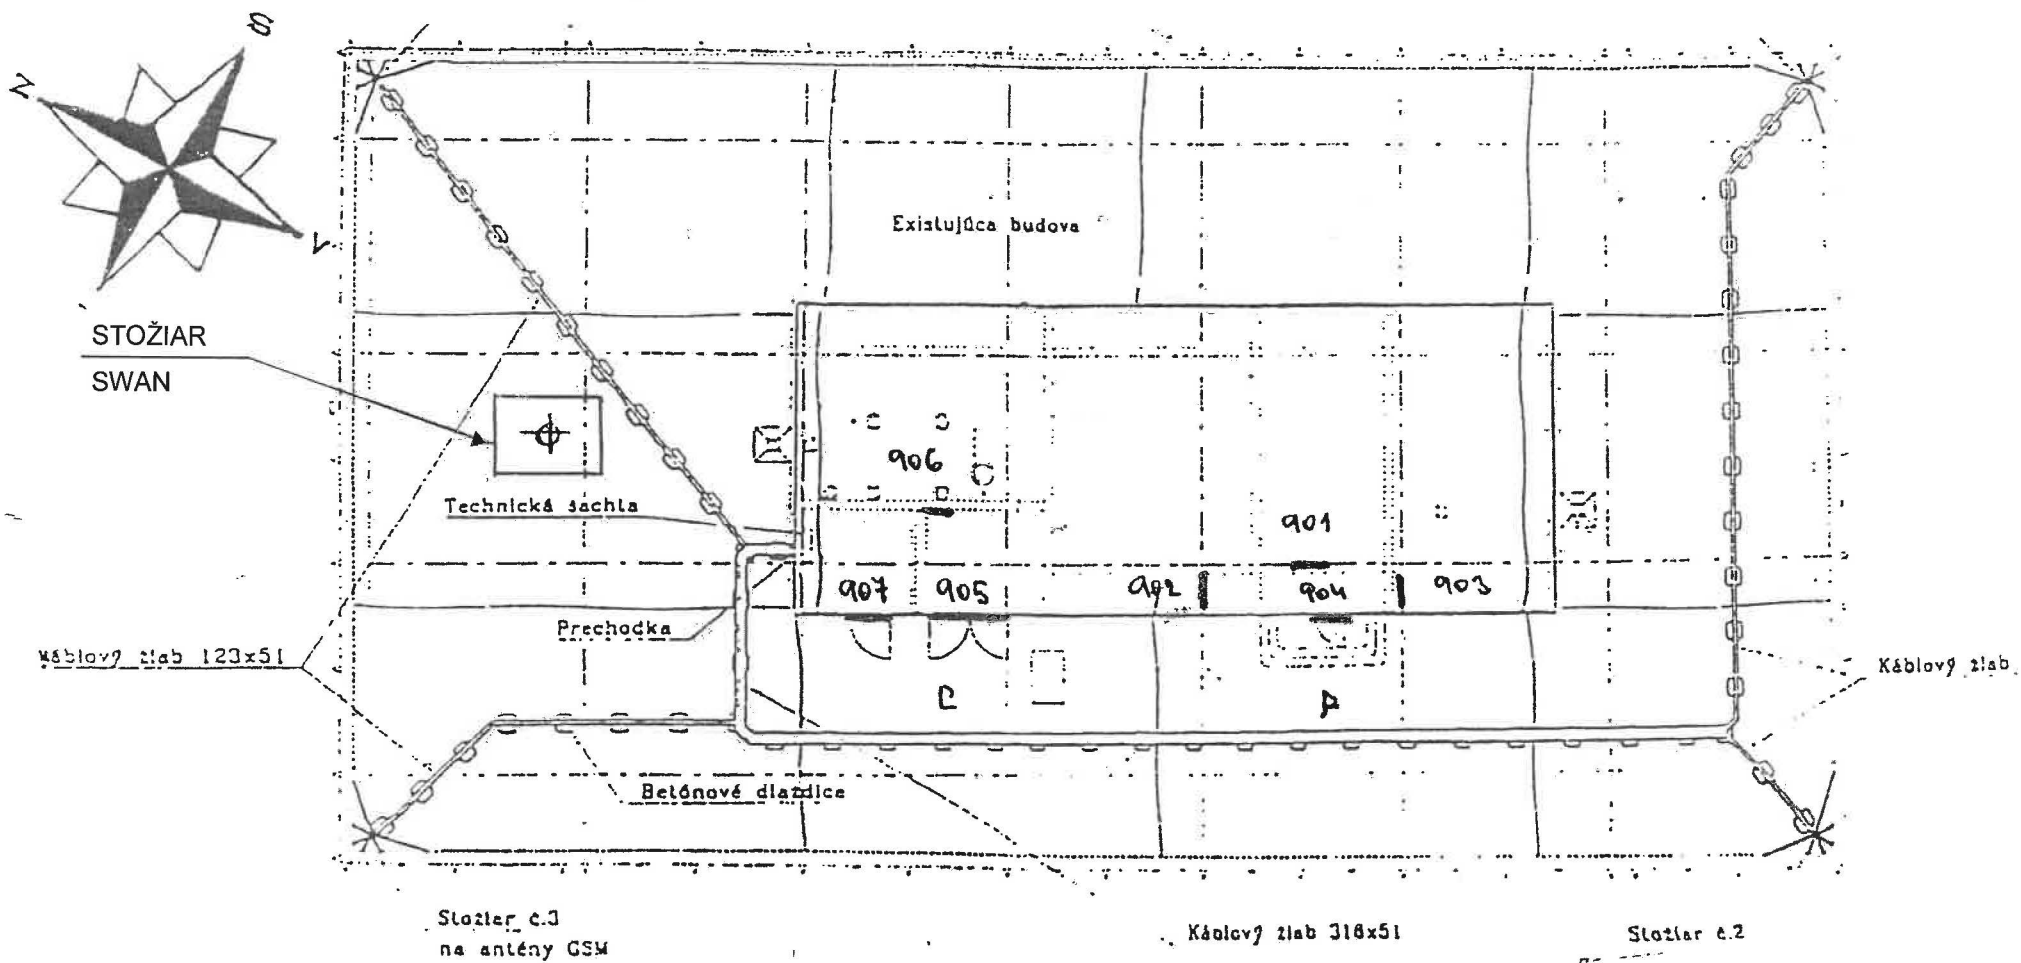 S
Z
V
Existujúca budova
STOŽIAR
SWAN
906
Technická šachta
901
907
905
902
904
903
Prechodka
Káblový žlab 123x51
Káblový žlab
C
A
Betónové dlaždice
Stožiar č.3
na antény GSM
Káblový žlab 318x51
Stožiar č.2